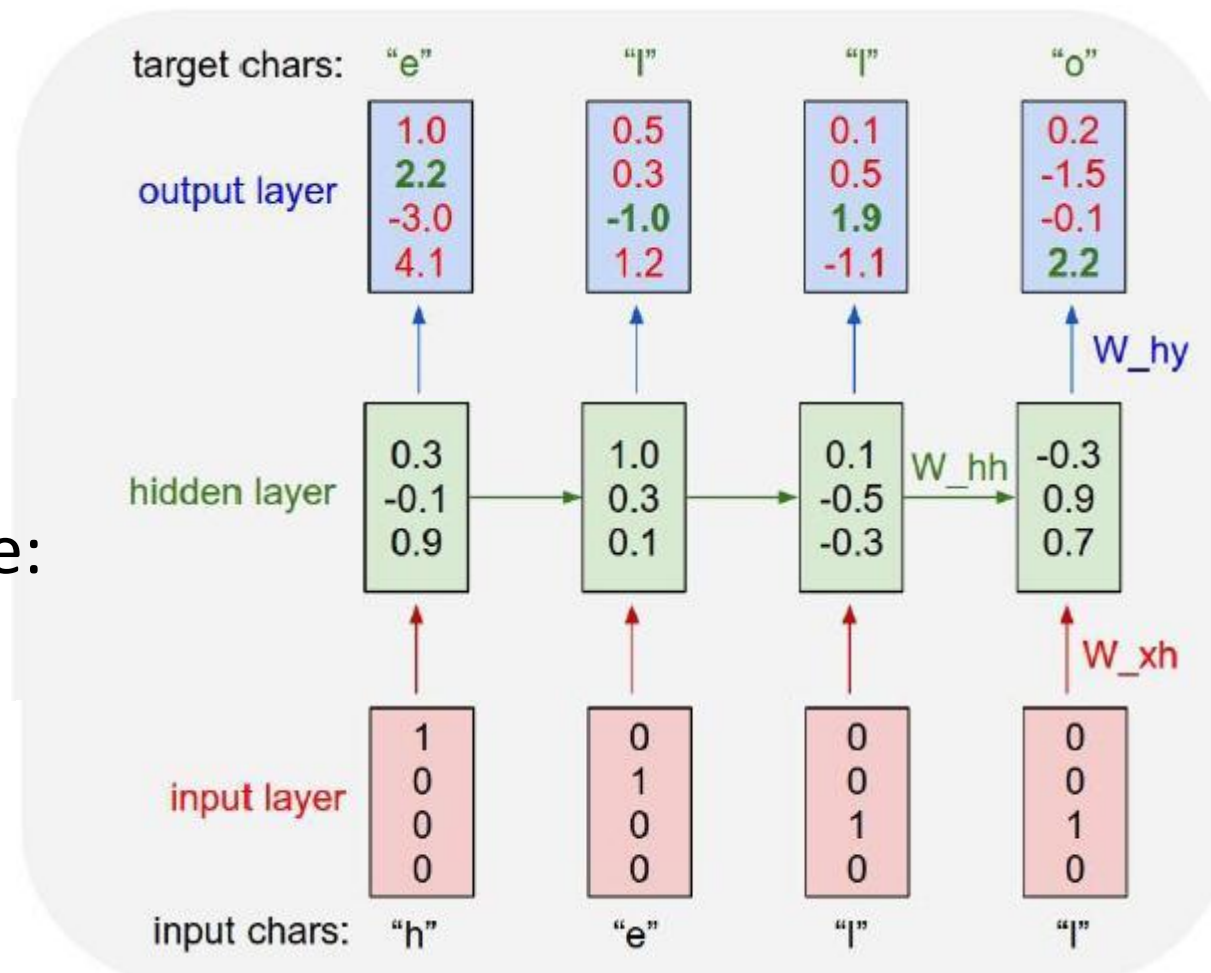 target chars: “e” “l” “l” “o”
output layer
1.0 0.5 0.1 0.2
2.2 0.3 0.5 -1.5
-3.0 -1.0 1.9 -0.1
4.1 1.2 -1.1 2.2
W_hy
hidden layer
0.3 1.0 0.1 -0.3
-0.1 0.3 -0.5 0.9
0.9 0.1 -0.3 0.7
W_hh
e:
W_xh
input layer
1 0 0 0
0 1 0 0
0 0 1 1
0 0 0 0
input chars: “h” “e” “l” “l”